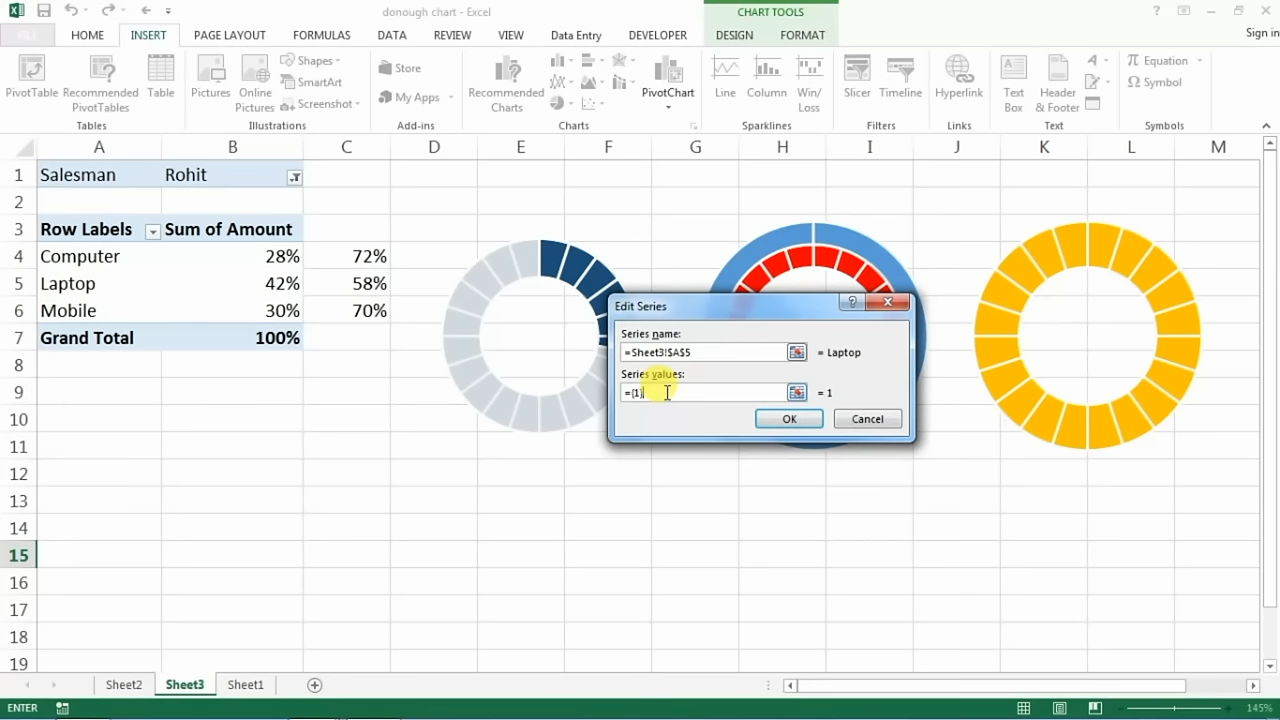 donough chart - Excel
CHART TOOLS
?
FILE
HOME
INSERT
PAGE LAYOUT
FORMULAS
DATA
REVIEW
VIEW
Data Entry
DEVELOPER
DESIGN
FORMAT
Sign in
PivotTable
Recommended
PivotTables
Table
Pictures
Online
Pictures
Shapes
SmartArt
Screenshot
Store
My Apps
Recommended
Charts
PivotChart
Line
Column
Win/
Loss
Slicer
Timeline
Hyperlink
Text
Box
Header
& Footer
π Equation
Ω Symbol
Tables
Illustrations
Add-ins
Charts
Sparklines
Filters
Links
Text
Symbols
A B C D E F G H I J K L M
1 Salesman Rohit
2
3 Row Labels Sum of Amount
4 Computer 28% 72%
5 Laptop 42% 58%
6 Mobile 30% 70%
7 Grand Total 100%
8
9
10
11
12
13
14
15
16
17
18
19
Edit Series
?
Series name:
=Sheet3!$A$5 = Laptop
Series values:
={1} = 1
OK Cancel
Sheet2 Sheet3 Sheet1
ENTER
145%